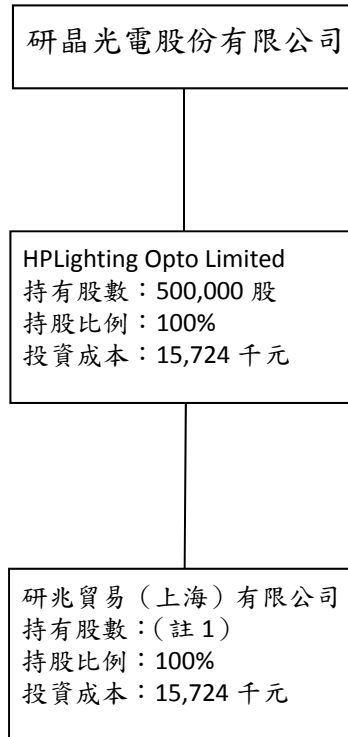 研晶光電股份有限公司
HPLighting Opto Limited
持有股數：500,000 股
持股比例：100%
投資成本：15,724 千元
研兆貿易（上海）有限公司
持有股數：（註 1）
持股比例：100%
投資成本：15,724 千元